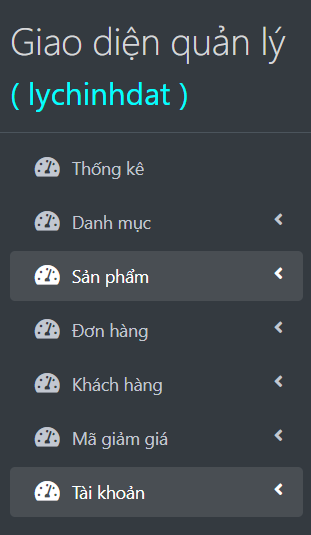 Giao diện quản lý
( lychinhdat )
Thống kê
Danh mục
Sản phẩm
Đơn hàng
Khách hàng
Mã giảm giá
Tài khoản